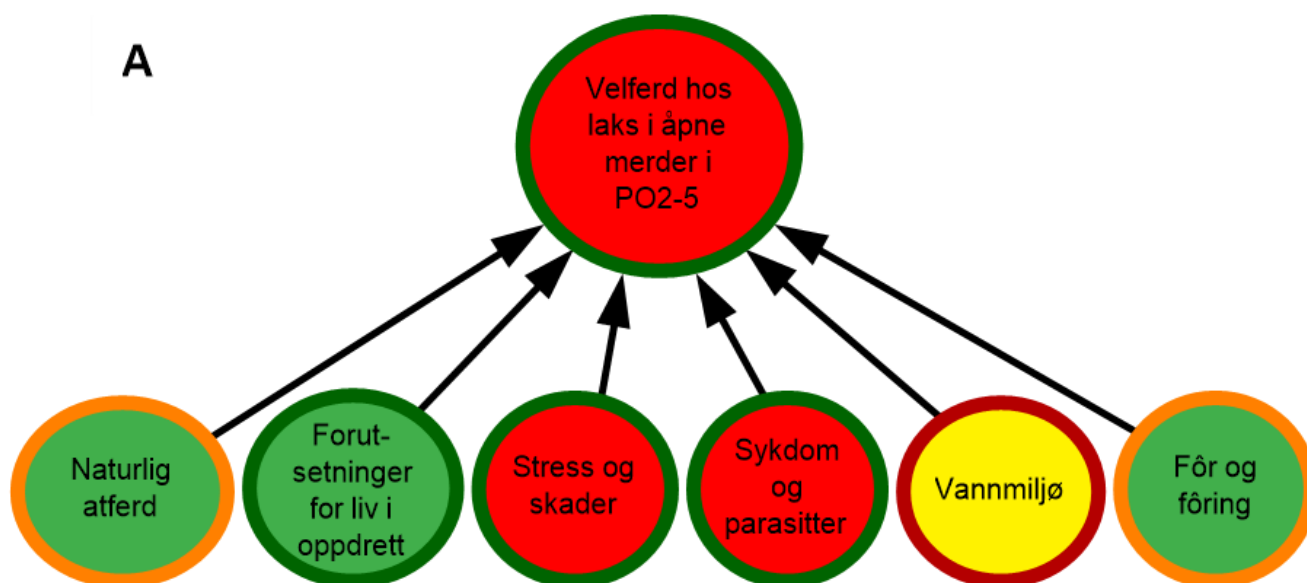 A
Velferd hos
laks i åpne
merder i
PO2-5
Naturlig
atferd
Forut-
setninger
for liv i
oppdrett
Stress og
skader
Sykdom
og
parasitter
Vannmiljø
Fôr og
fôring